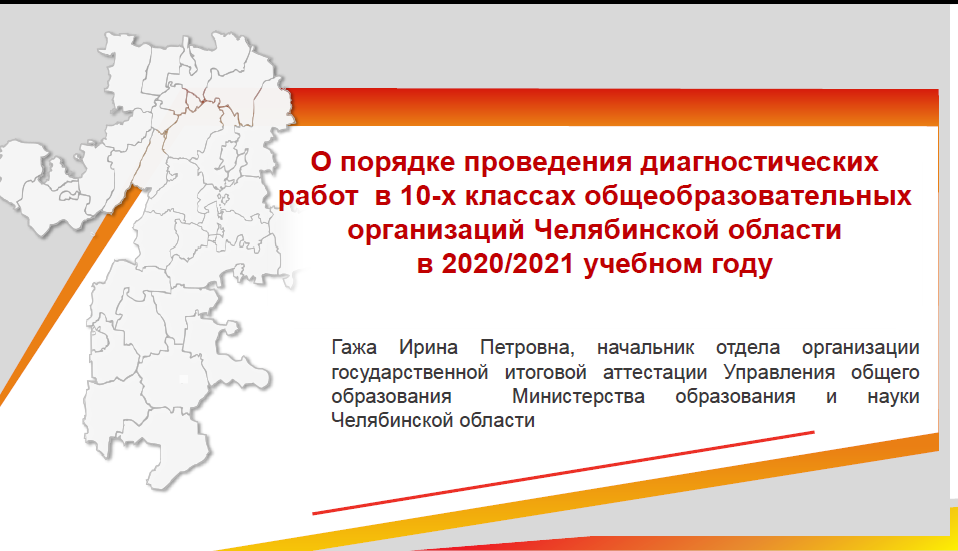 О порядке проведения диагностических
работ в 10-х классах общеобразовательных
организаций Челябинской области
в 2020/2021 учебном году
Гажа Ирина Петровна, начальник отдела организации
государственной итоговой аттестации Управления общего
образования Министерства образования и науки
Челябинской области